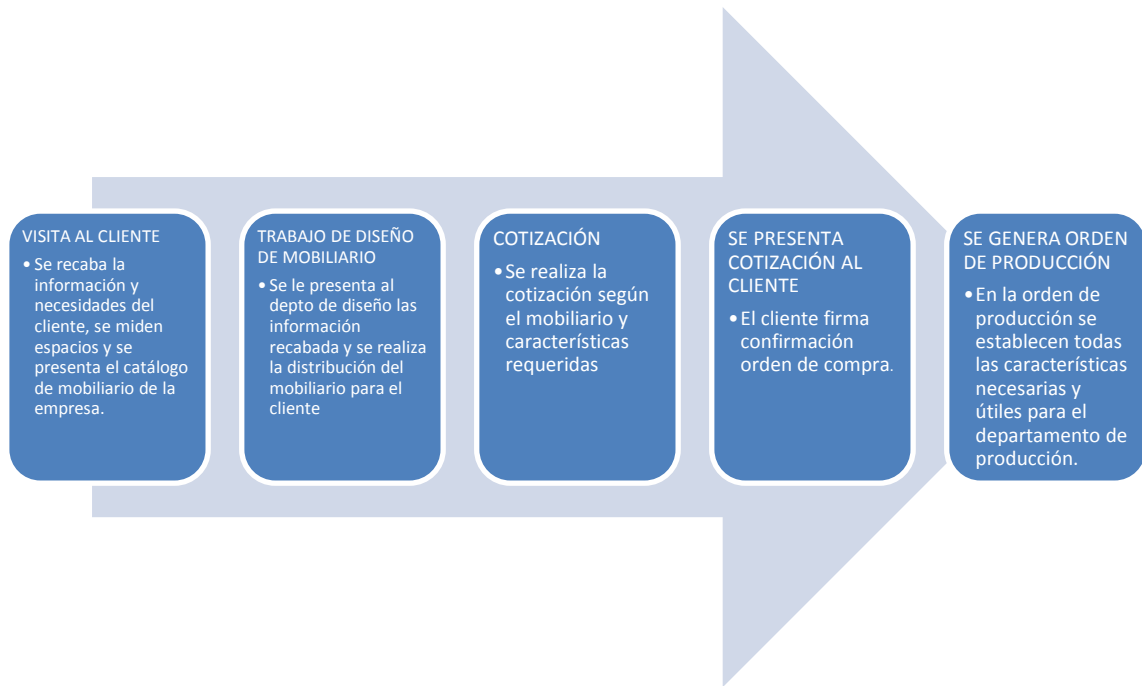 VISITA AL CLIENTE
• Se recaba la
información y
necesidades del
cliente, se miden
espacios y se
presenta el catálogo
de mobiliario de la
empresa.
TRABAJO DE DISEÑO
DE MOBILIARIO
• Se le presenta al
depto de diseño las
información
recabada y se realiza
la distribución del
mobiliario para el
cliente
COTIZACIÓN
• Se realiza la
cotización según
el mobiliario y
características
requeridas
SE PRESENTA
COTIZACIÓN AL
CLIENTE
• El cliente firma
confirmación
orden de compra.
SE GENERA ORDEN
DE PRODUCCIÓN
• En la orden de
producción se
establecen todas
las características
necesarias y
útiles para el
departamento de
producción.